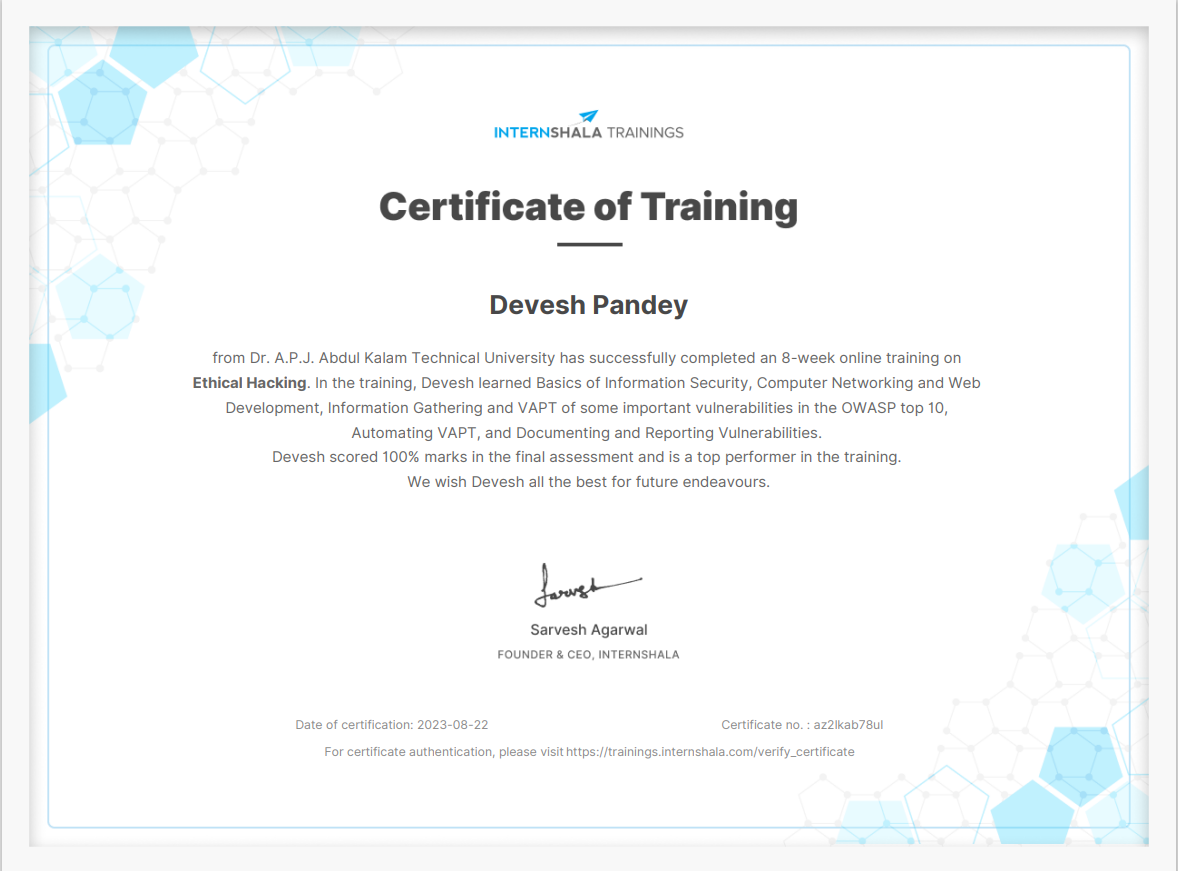 INTERNSHALA TRAININGS
Certificate of Training
Devesh Pandey
from Dr. A.P.J. Abdul Kalam Technical University has successfully completed an 8-week online training on
Ethical Hacking. In the training, Devesh learned Basics of Information Security, Computer Networking and Web
Development, Information Gathering and VAPT of some important vulnerabilities in the OWASP top 10,
Automating VAPT, and Documenting and Reporting Vulnerabilities.
Devesh scored 100% marks in the final assessment and is a top performer in the training.
We wish Devesh all the best for future endeavours.
Sarvesh
Sarvesh Agarwal
FOUNDER & CEO, INTERNSHALA
Date of certification: 2023-08-22 Certificate no. : az2lkab78ul
For certificate authentication, please visit https://trainings.internshala.com/verify_certificate